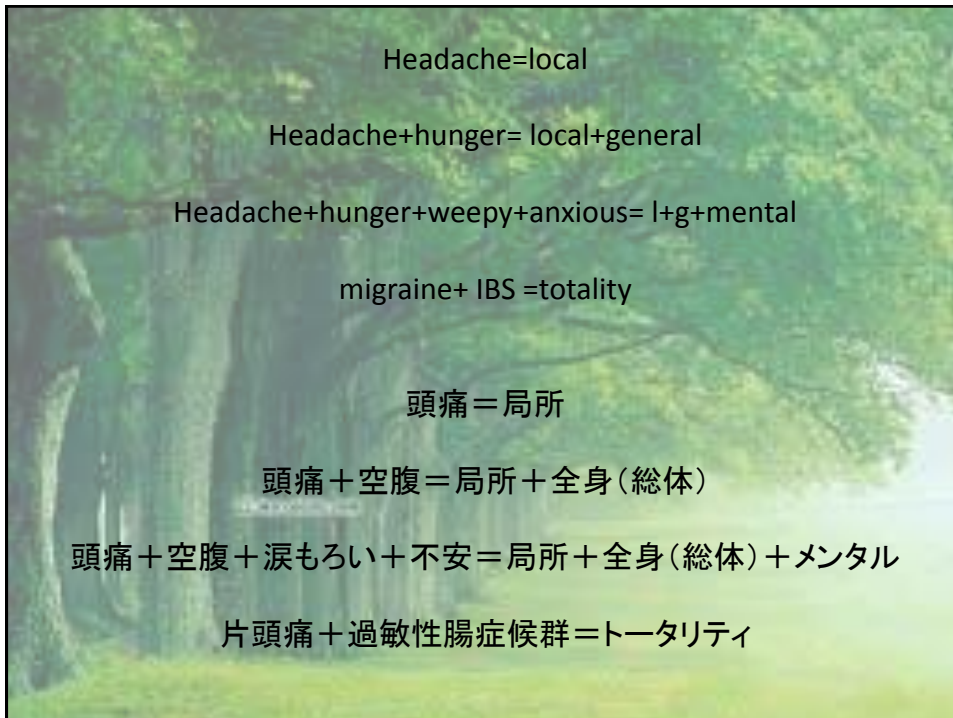 Headache=local
Headache+hunger= local+general
Headache+hunger+weepy+anxious= l+g+mental
migraine+ IBS =totality
頭痛＝局所
頭痛＋空腹＝局所＋全身（総体）
頭痛＋空腹＋涙もろい＋不安＝局所＋全身（総体）＋メンタル
片頭痛＋過敏性腸症候群＝トータリティ